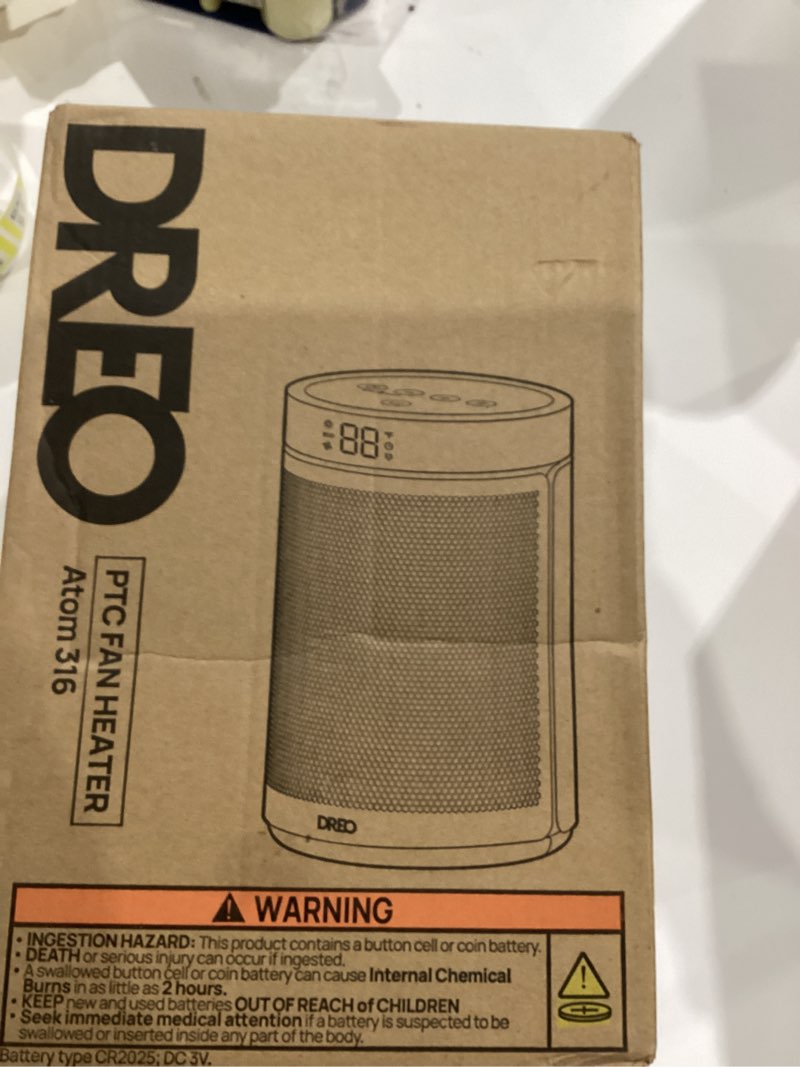 DREO
PTC FAN HEATER
Atom 316
88
DREO
WARNING
• INGESTION HAZARD: This product contains a button cell or coin battery.
• DEATH or serious injury can occur if ingested.
• A swallowed button cell or coin battery can cause Internal Chemical
Burns in as little as 2 hours.
• KEEP new and used batteries OUT OF REACH of CHILDREN
• Seek immediate medical attention if a battery is suspected to be
swallowed or inserted inside any part of the body.
Battery type CR2025; DC 3V.